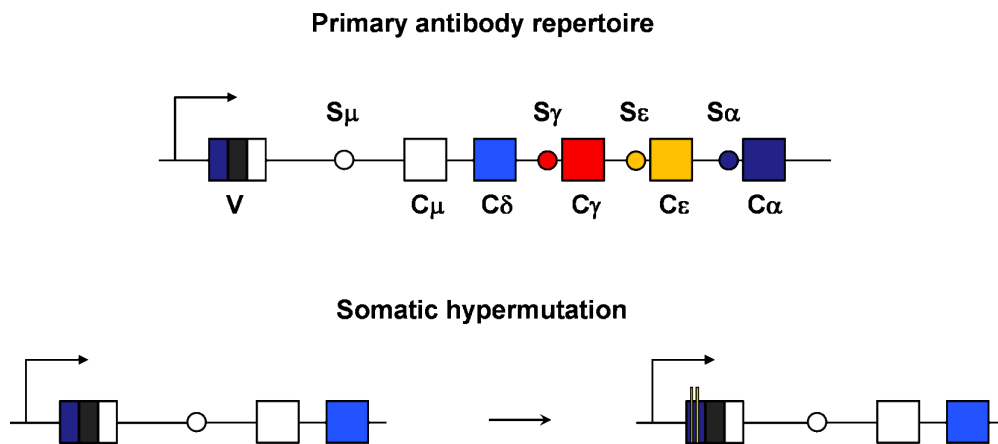 Primary antibody repertoire
Sμ Sγ Sε Sα
V Cμ Cδ Cγ Cε Cα
Somatic hypermutation